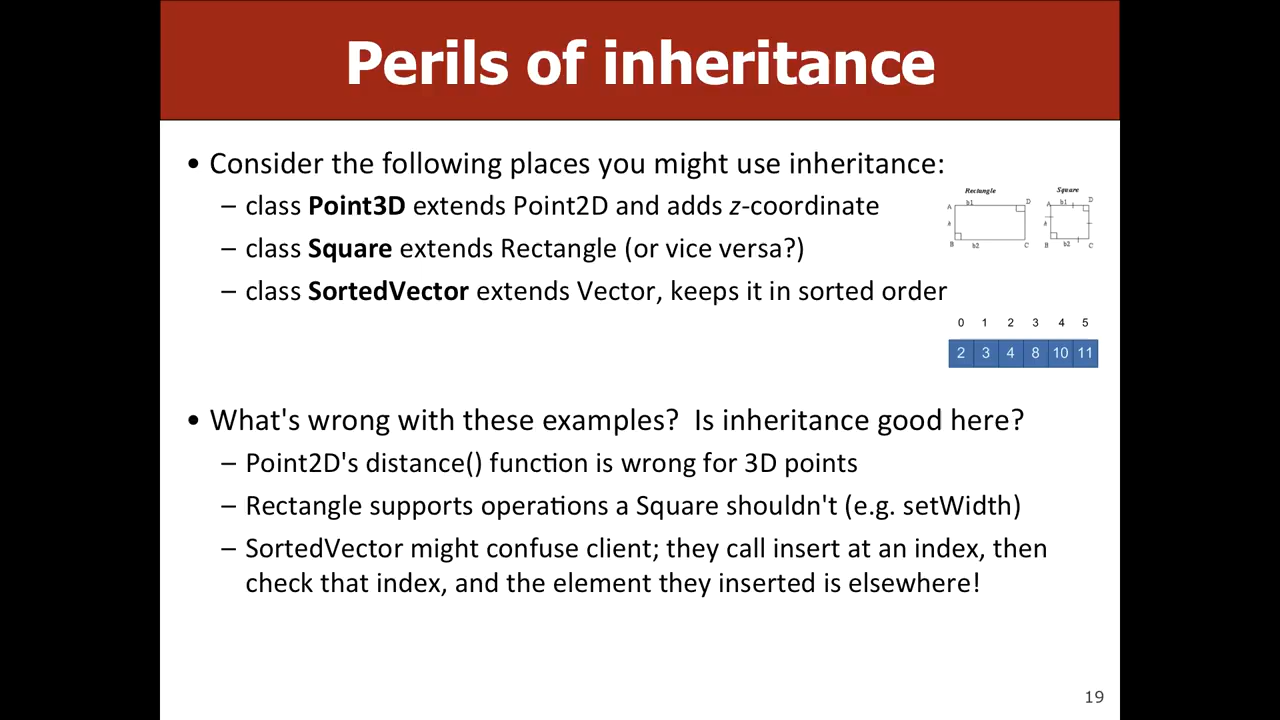 Perils of inheritance
• Consider the following places you might use inheritance:
– class Point3D extends Point2D and adds z-coordinate
– class Square extends Rectangle (or vice versa?)
– class SortedVector extends Vector, keeps it in sorted order
Rectangle
A b1 D
h
B b2 C
Square
A b1 D
h
B b2 C
0 1 2 3 4 5
2 3 4 8 10 11
• What's wrong with these examples? Is inheritance good here?
– Point2D's distance() function is wrong for 3D points
– Rectangle supports operations a Square shouldn't (e.g. setWidth)
– SortedVector might confuse client; they call insert at an index, then
check that index, and the element they inserted is elsewhere!
19